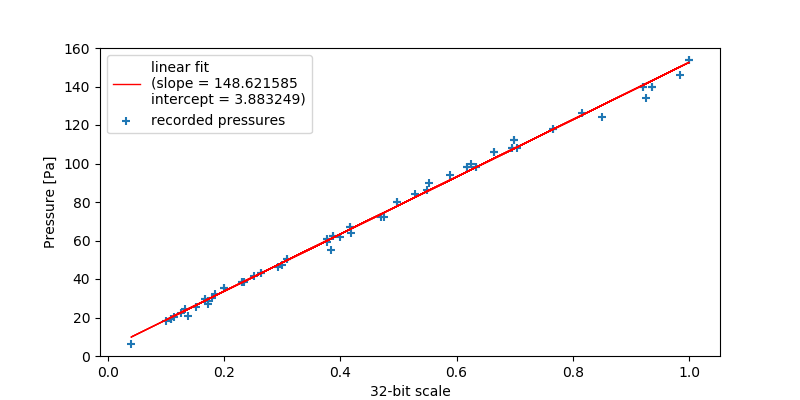 160
140
120
100
80
60
40
20
0
Pressure [Pa]
linear fit
(slope = 148.621585
intercept = 3.883249)
recorded pressures
0.0 0.2 0.4 0.6 0.8 1.0
32-bit scale